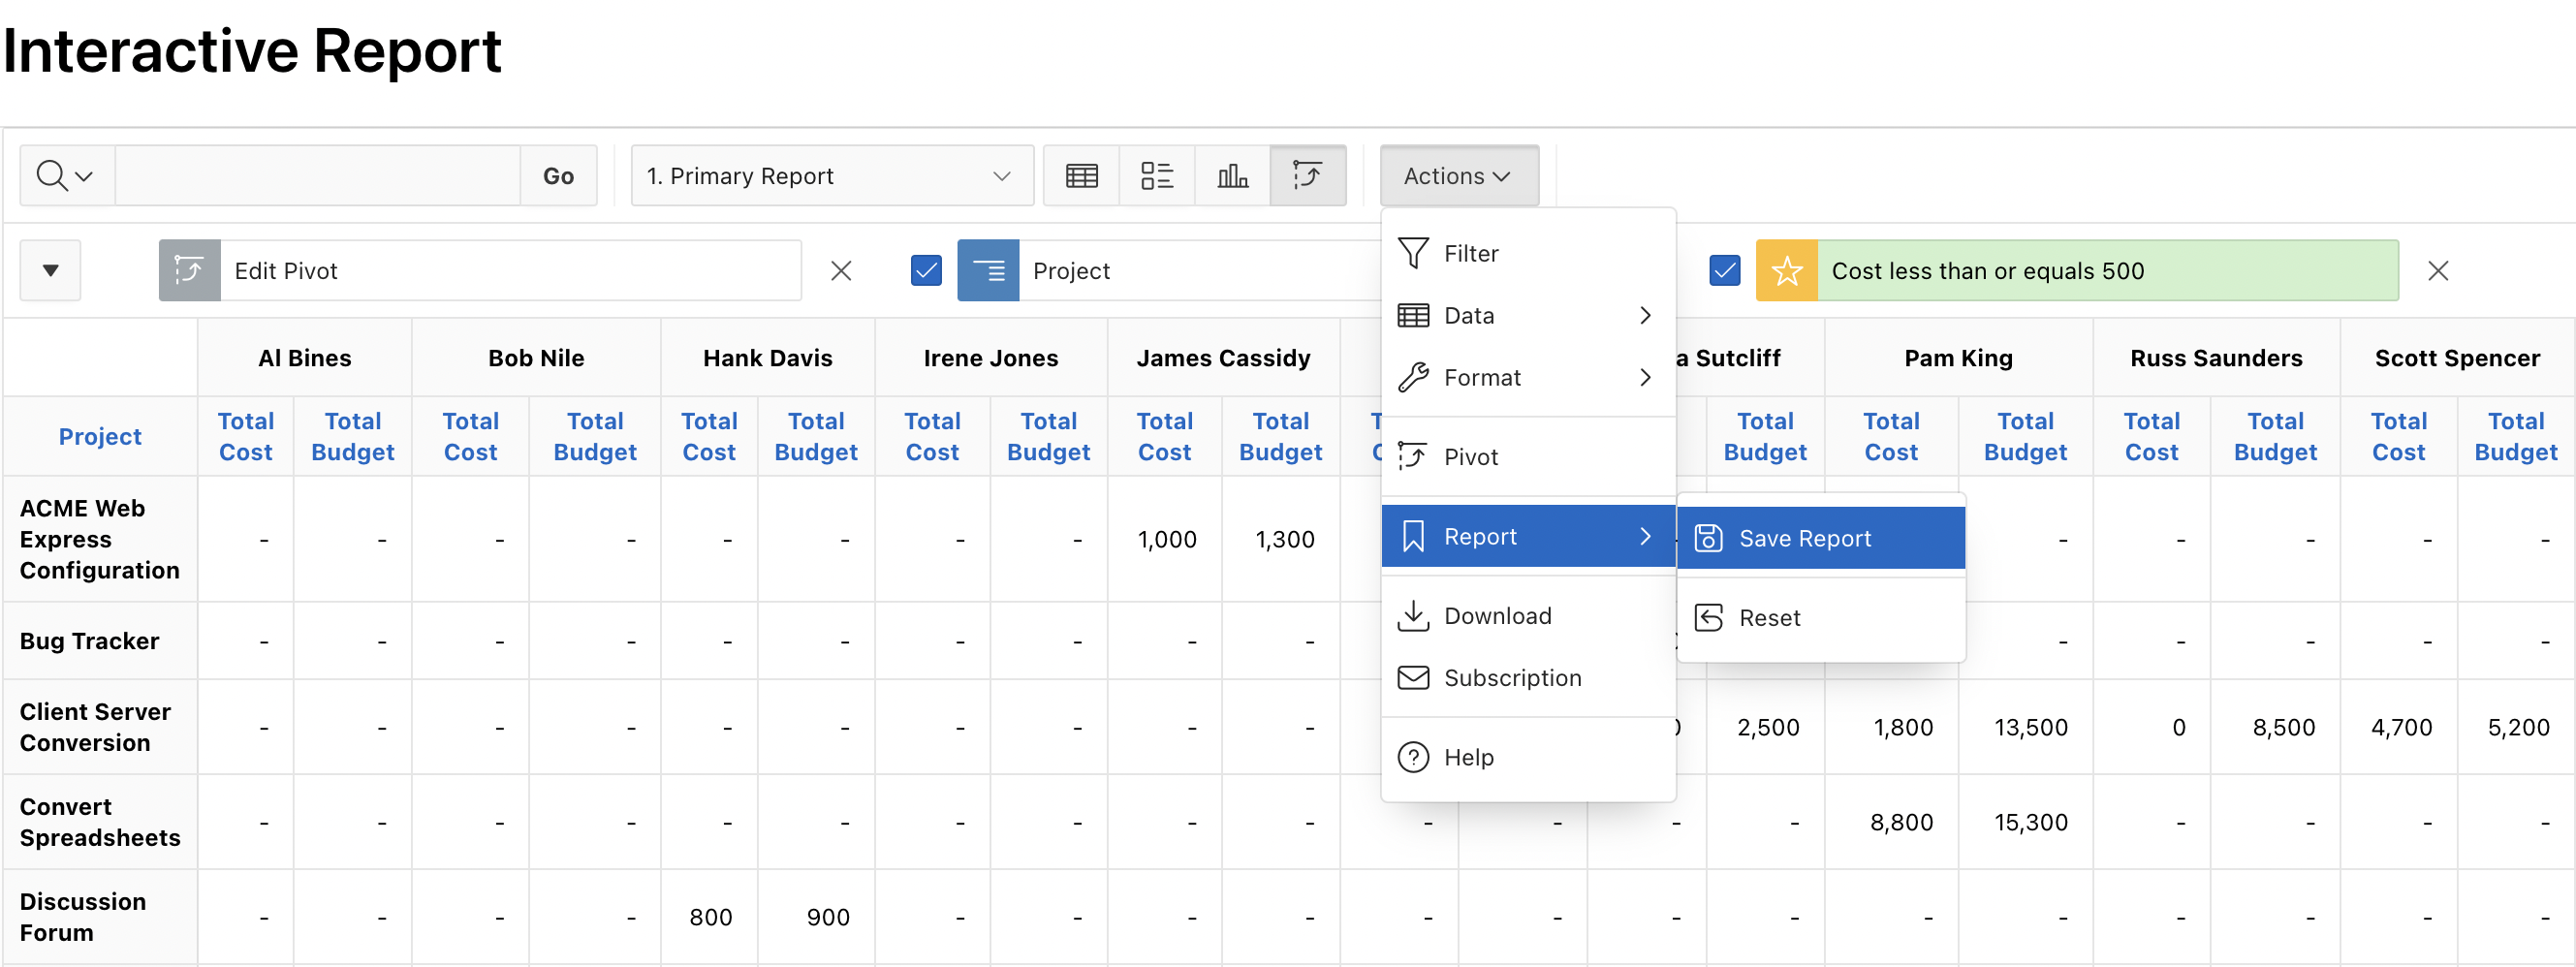 Interactive Report
Go
1. Primary Report
Actions
Edit Pivot
Project
Cost less than or equals 500
Filter
Data
Format
Pivot
Report
Download
Subscription
Help
Save Report
Reset
Al Bines Bob Nile Hank Davis Irene Jones James Cassidy Sutcliff Pam King Russ Saunders Scott Spencer
Project
Total Total Total Total Total Total Total Total Total Total Total Total Total Total Total Total Total
Cost Budget Cost Budget Cost Budget Cost Budget Cost Budget Budget Cost Budget Cost Budget Cost Budget
ACME Web
Express
Configuration
- - - - - - - - 1,000 1,300 - - - - -
Bug Tracker - - - - - - - - - - - - - - -
Client Server
Conversion
- - - - - - - - - - 2,500 1,800 13,500 0 8,500 4,700 5,200
Convert
Spreadsheets
- - - - - - - - - - - - - - 8,800 15,300 - - - -
Discussion
Forum
- - - - 800 900 - - - - - - - - - - - - - -